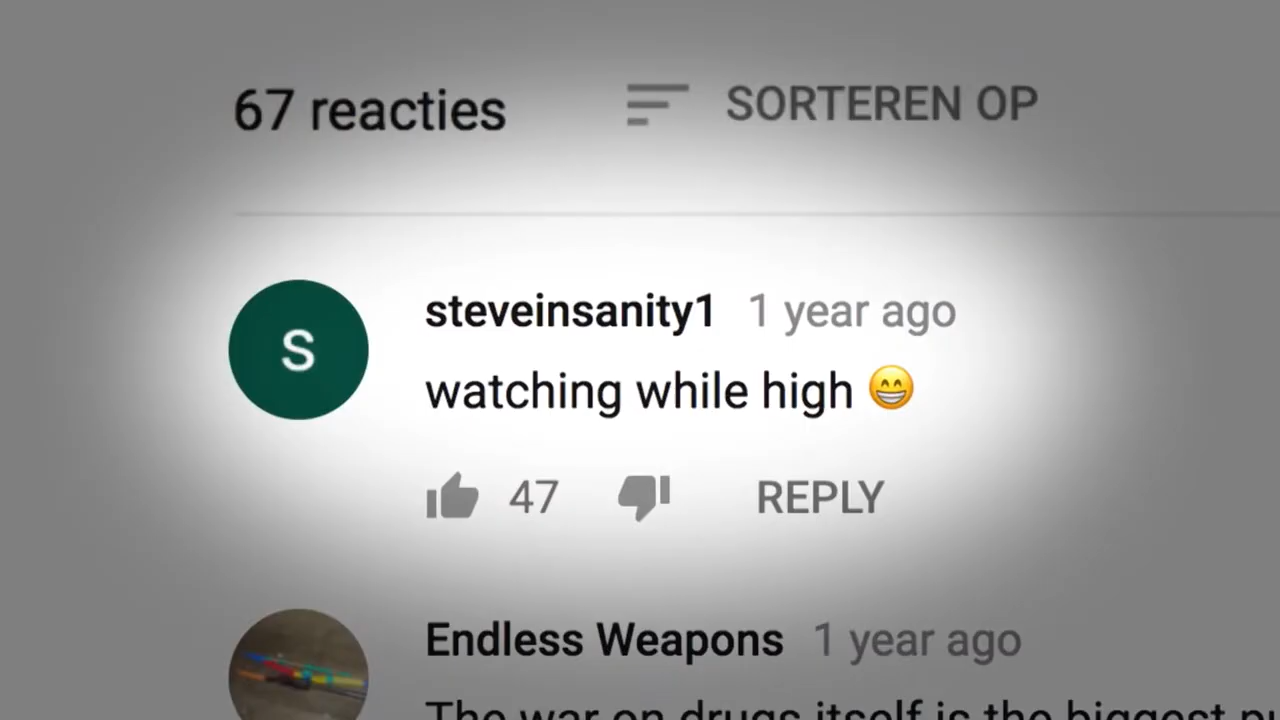 67 reacties
SORTEREN OP
S
steveinsanity1 1 year ago
watching while high 😁
47
REPLY
Endless Weapons 1 year ago
The war on drugs itself is the biggest